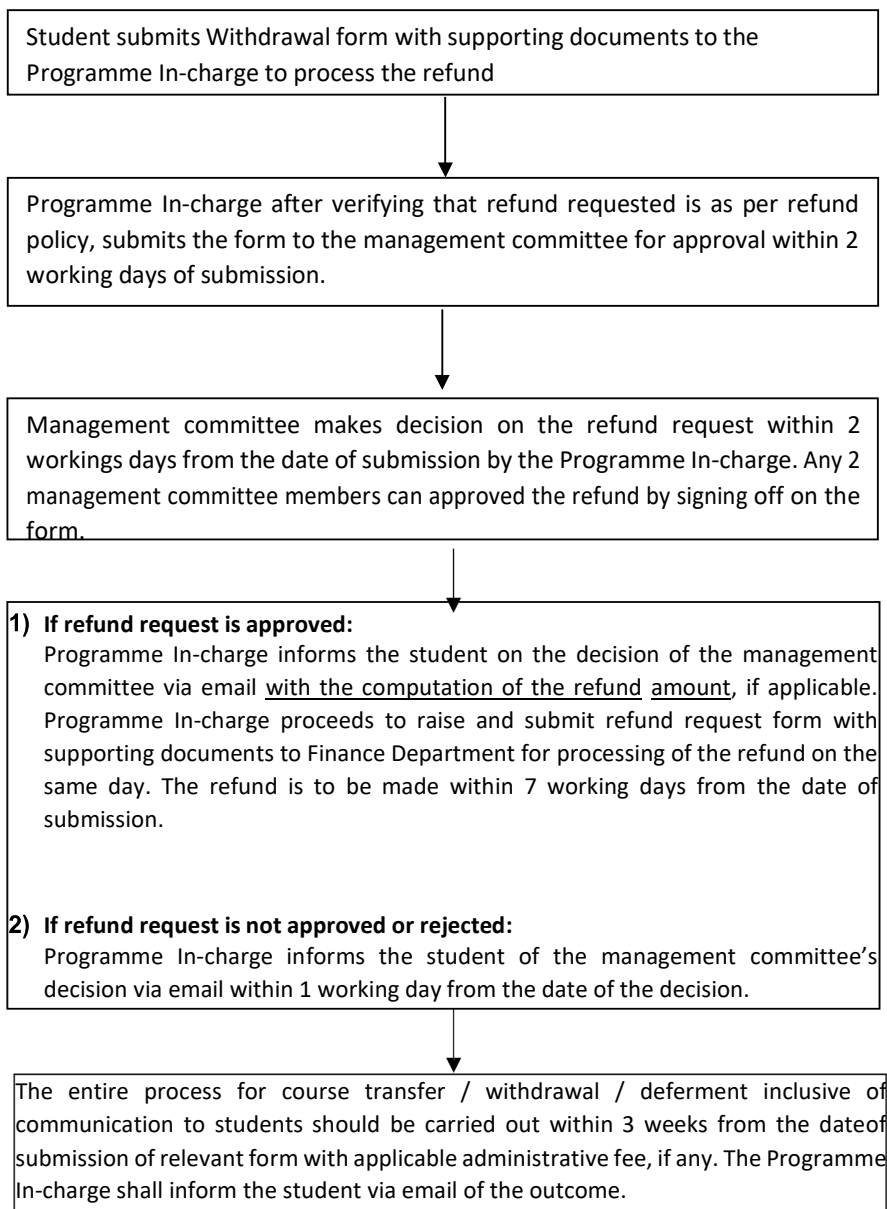 Student submits Withdrawal form with supporting documents to the
Programme In-charge to process the refund
Programme In-charge after verifying that refund requested is as per refund
policy, submits the form to the management committee for approval within 2
working days of submission.
Management committee makes decision on the refund request within 2
workings days from the date of submission by the Programme In-charge. Any 2
management committee members can approved the refund by signing off on the
form.
1) If refund request is approved:
Programme In-charge informs the student on the decision of the management
committee via email with the computation of the refund amount, if applicable.
Programme In-charge proceeds to raise and submit refund request form with
supporting documents to Finance Department for processing of the refund on the
same day. The refund is to be made within 7 working days from the date of
submission.
2) If refund request is not approved or rejected:
Programme In-charge informs the student of the management committee’s
decision via email within 1 working day from the date of the decision.
The entire process for course transfer / withdrawal / deferment inclusive of
communication to students should be carried out within 3 weeks from the dateof
submission of relevant form with applicable administrative fee, if any. The Programme
In-charge shall inform the student via email of the outcome.